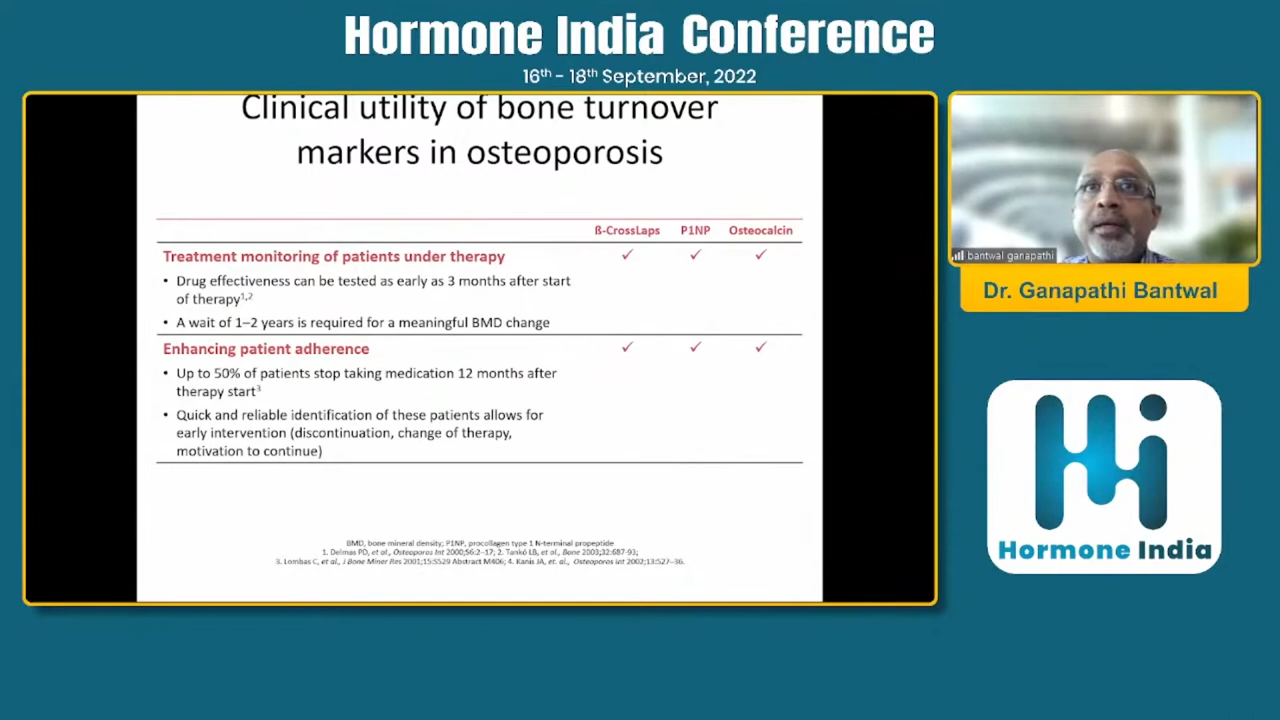 Hormone India Conference
16th - 18th September, 2022
Clinical utility of bone turnover
markers in osteoporosis
ß-CrossLaps P1NP Osteocalcin
Treatment monitoring of patients under therapy ✓ ✓ ✓
• Drug effectiveness can be tested as early as 3 months after start
of therapy1,2
• A wait of 1–2 years is required for a meaningful BMD change
Enhancing patient adherence ✓ ✓ ✓
• Up to 50% of patients stop taking medication 12 months after
therapy start3
• Quick and reliable identification of these patients allows for
early intervention (discontinuation, change of therapy,
motivation to continue)
BMD, bone mineral density; P1NP, procollagen type 1 N-terminal propeptide
1. Delmas PD, et al., Osteoporos Int 2000;S6:2–17; 2. Tankó LB, et al., Bone 2003;32:687-93;
3. Lombas C, et al., J Bone Miner Res 2001;15:S529 Abstract M406; 4. Kanis JA, et. al., Osteoporos Int 2002;13:527–36.
bantwal ganapathi
Dr. Ganapathi Bantwal
Hi
Hormone India